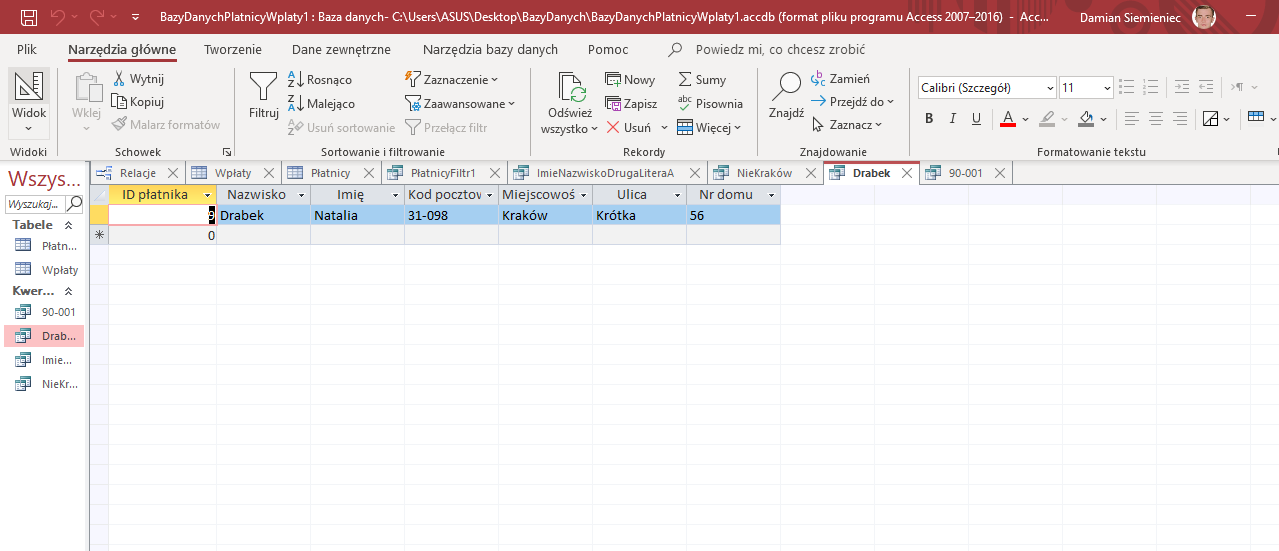 BazyDanychPłatnicyWpłaty1 : Baza danych- C:\Users\ASUS\Desktop\BazyDanych\BazyDanychPłatnicyWpłaty1.accdb (format pliku programu Access 2007–2016) - Acc...
Damian Siemieniec
Plik Narzędzia główne Tworzenie Dane zewnętrzne Narzędzia bazy danych Pomoc Powiedz mi, co chcesz zrobić
Widok
Widoki
Wklej
Wytnij
Kopiuj
Malarz formatów
Schowek
Filtruj
Rosnąco
Malejąco
Usuń sortowanie
Zaznaczenie
Zaawansowane
Przełącz filtr
Sortowanie i filtrowanie
Odśwież
wszystko
Nowy
Zapisz
Usuń
Sumy
Pisownia
Więcej
Rekordy
Znajdź
Zamień
Przejdź do
Zaznacz
Znajdowanie
Calibri (Szczegół) 11
B I U A
Formatowanie tekstu
Wszys...
Wyszukaj...
Tabele
Płatn...
Wpłaty
Kwer...
90-001
Drab...
Imie...
NieKr...
Relacje Wpłaty Płatnicy PłatnicyFiltr1 ImieNazwiskoDrugaLiteraA NieKraków Drabek 90-001
ID płatnika Nazwisko Imię Kod pocztow Miejscowoś Ulica Nr domu
9 Drabek Natalia 31-098 Kraków Krótka 56
0